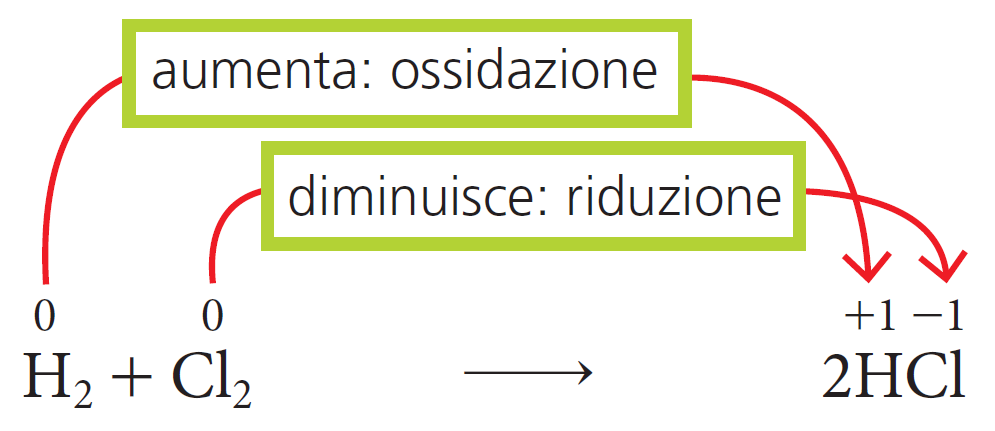 aumenta: ossidazione
diminuisce: riduzione
0 0 +1 −1
H₂ + Cl₂ ⟶ 2HCl